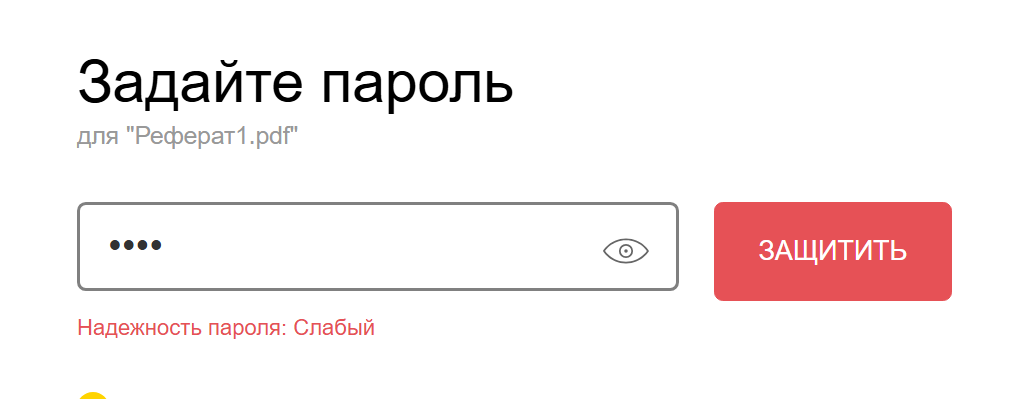 Задайте пароль
для "Реферат1.pdf"
••••
ЗАЩИТИТЬ
Надежность пароля: Слабый